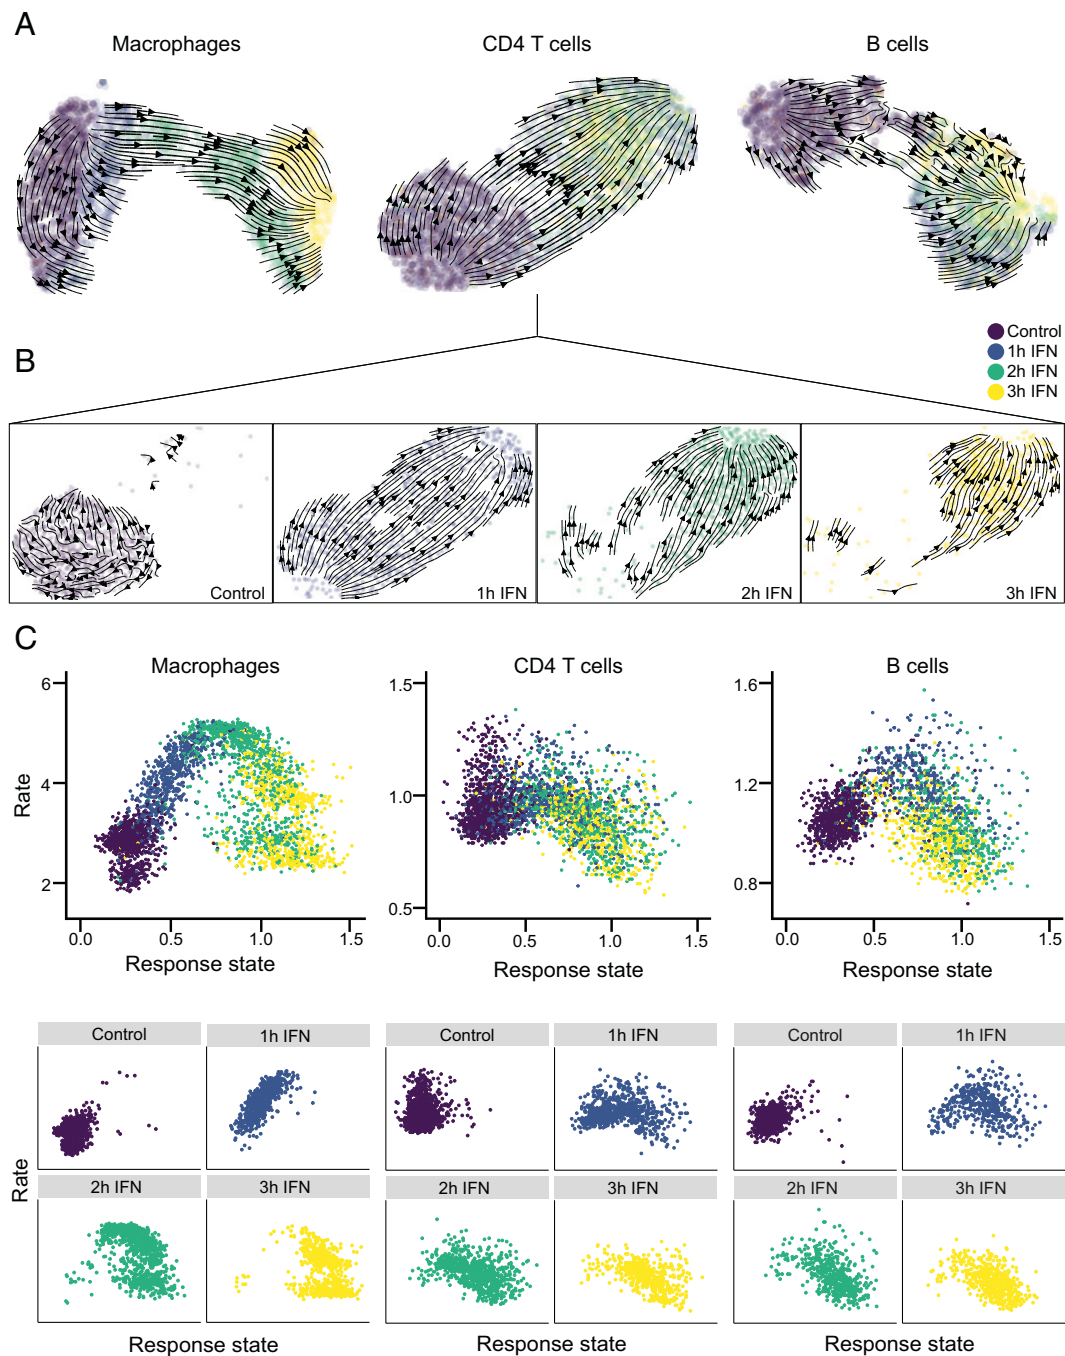 A
Macrophages
CD4 T cells
B cells
Control
1h IFN
2h IFN
3h IFN
B
Control
1h IFN
2h IFN
3h IFN
C
Macrophages
CD4 T cells
B cells
6
4
2
Rate
0.0 0.5 1.0 1.5
Response state
1.5
1.0
0.5
0.0 0.5 1.0 1.5
Response state
1.6
1.2
0.8
0.0 0.5 1.0 1.5
Response state
Control
1h IFN
Control
1h IFN
Control
1h IFN
Rate
2h IFN
3h IFN
2h IFN
3h IFN
2h IFN
3h IFN
Response state
Response state
Response state